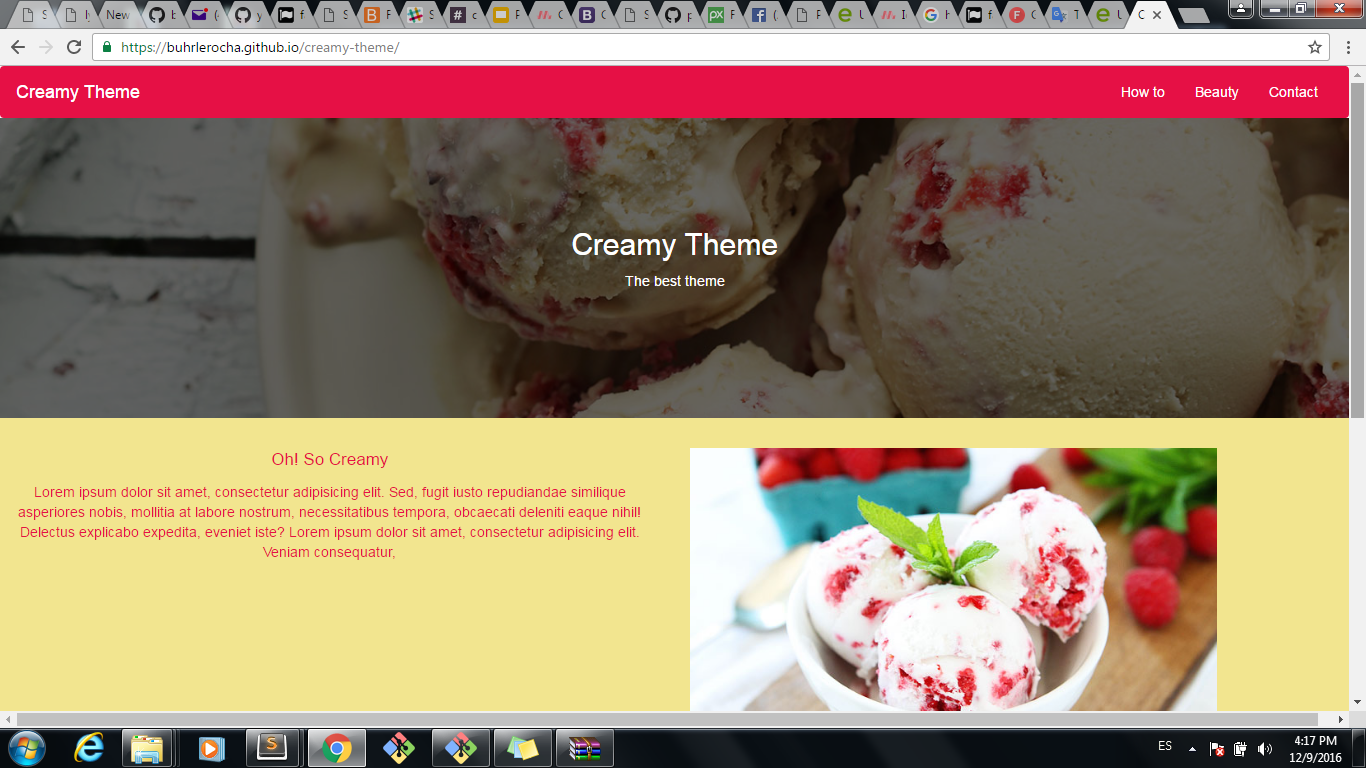 New
https://buhrlerocha.github.io/creamy-theme/
Creamy Theme
How to Beauty Contact
Creamy Theme
The best theme
Oh! So Creamy
Lorem ipsum dolor sit amet, consectetur adipisicing elit. Sed, fugit iusto repudiandae similique
asperiores nobis, mollitia at labore nostrum, necessitatibus tempora, obcaecati deleniti eaque nihil!
Delectus explicabo expedita, eveniet iste? Lorem ipsum dolor sit amet, consectetur adipisicing elit.
Veniam consequatur,
ES
4:17 PM
12/9/2016